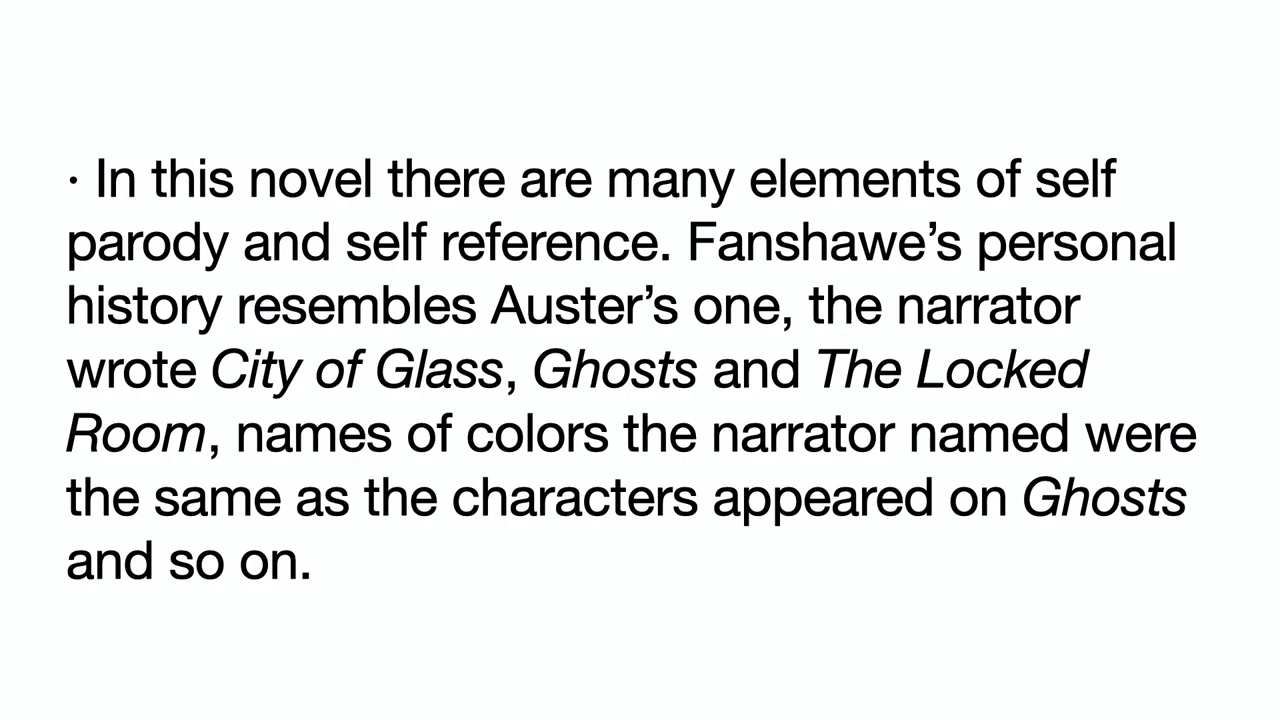 · In this novel there are many elements of self
parody and self reference. Fanshawe’s personal
history resembles Auster’s one, the narrator
wrote City of Glass, Ghosts and The Locked
Room, names of colors the narrator named were
the same as the characters appeared on Ghosts
and so on.